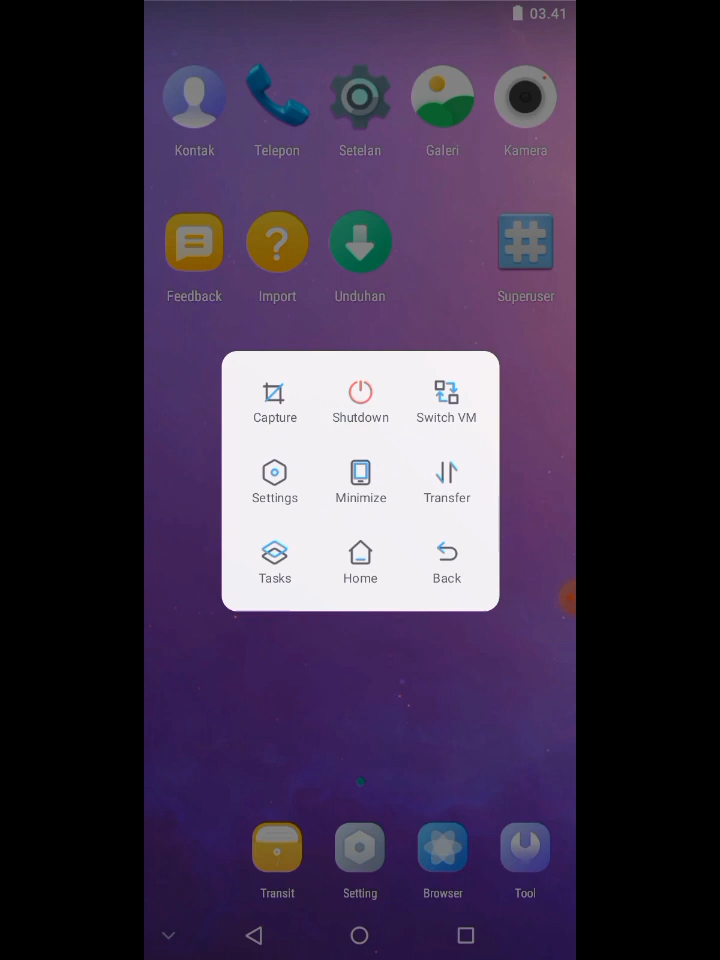 03.41
Kontak Telepon Setelan Galeri Kamera
Feedback Import Unduhan Superuser
Capture Shutdown Switch VM
Settings Minimize Transfer
Tasks Home Back
Transit Setting Browser Tool